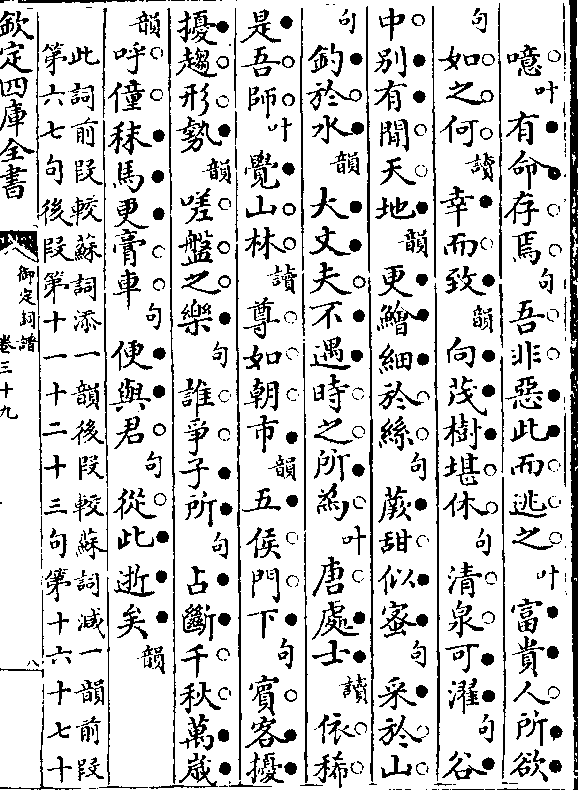 噫叶有命存焉句吾非惡此而逃之叶富貴人所欲
句如之何讀幸而致韻向茂樹堪休句清泉可濯句谷
中别有閒天地韻更鱠細於絲句蕨甜似蜜句采於山
句釣於水韻大丈夫不遇時之所為叶唐處士讀依稀
是吾師叶覺山林讀尊如朝市韻五侯門下句賓客擾
擾趨形勢韻嗟盤之樂句誰爭子所句占斷千秋萬歲
韻呼僮秣馬更膏車句便與君句從此逝矣韻
此詞前段較蘇詞添一韻後段較蘇詞減一韻前段
第六七句後段第十一十二十三句第十六十七十
欽定四庫全書
御定詞譜
卷三十九
八